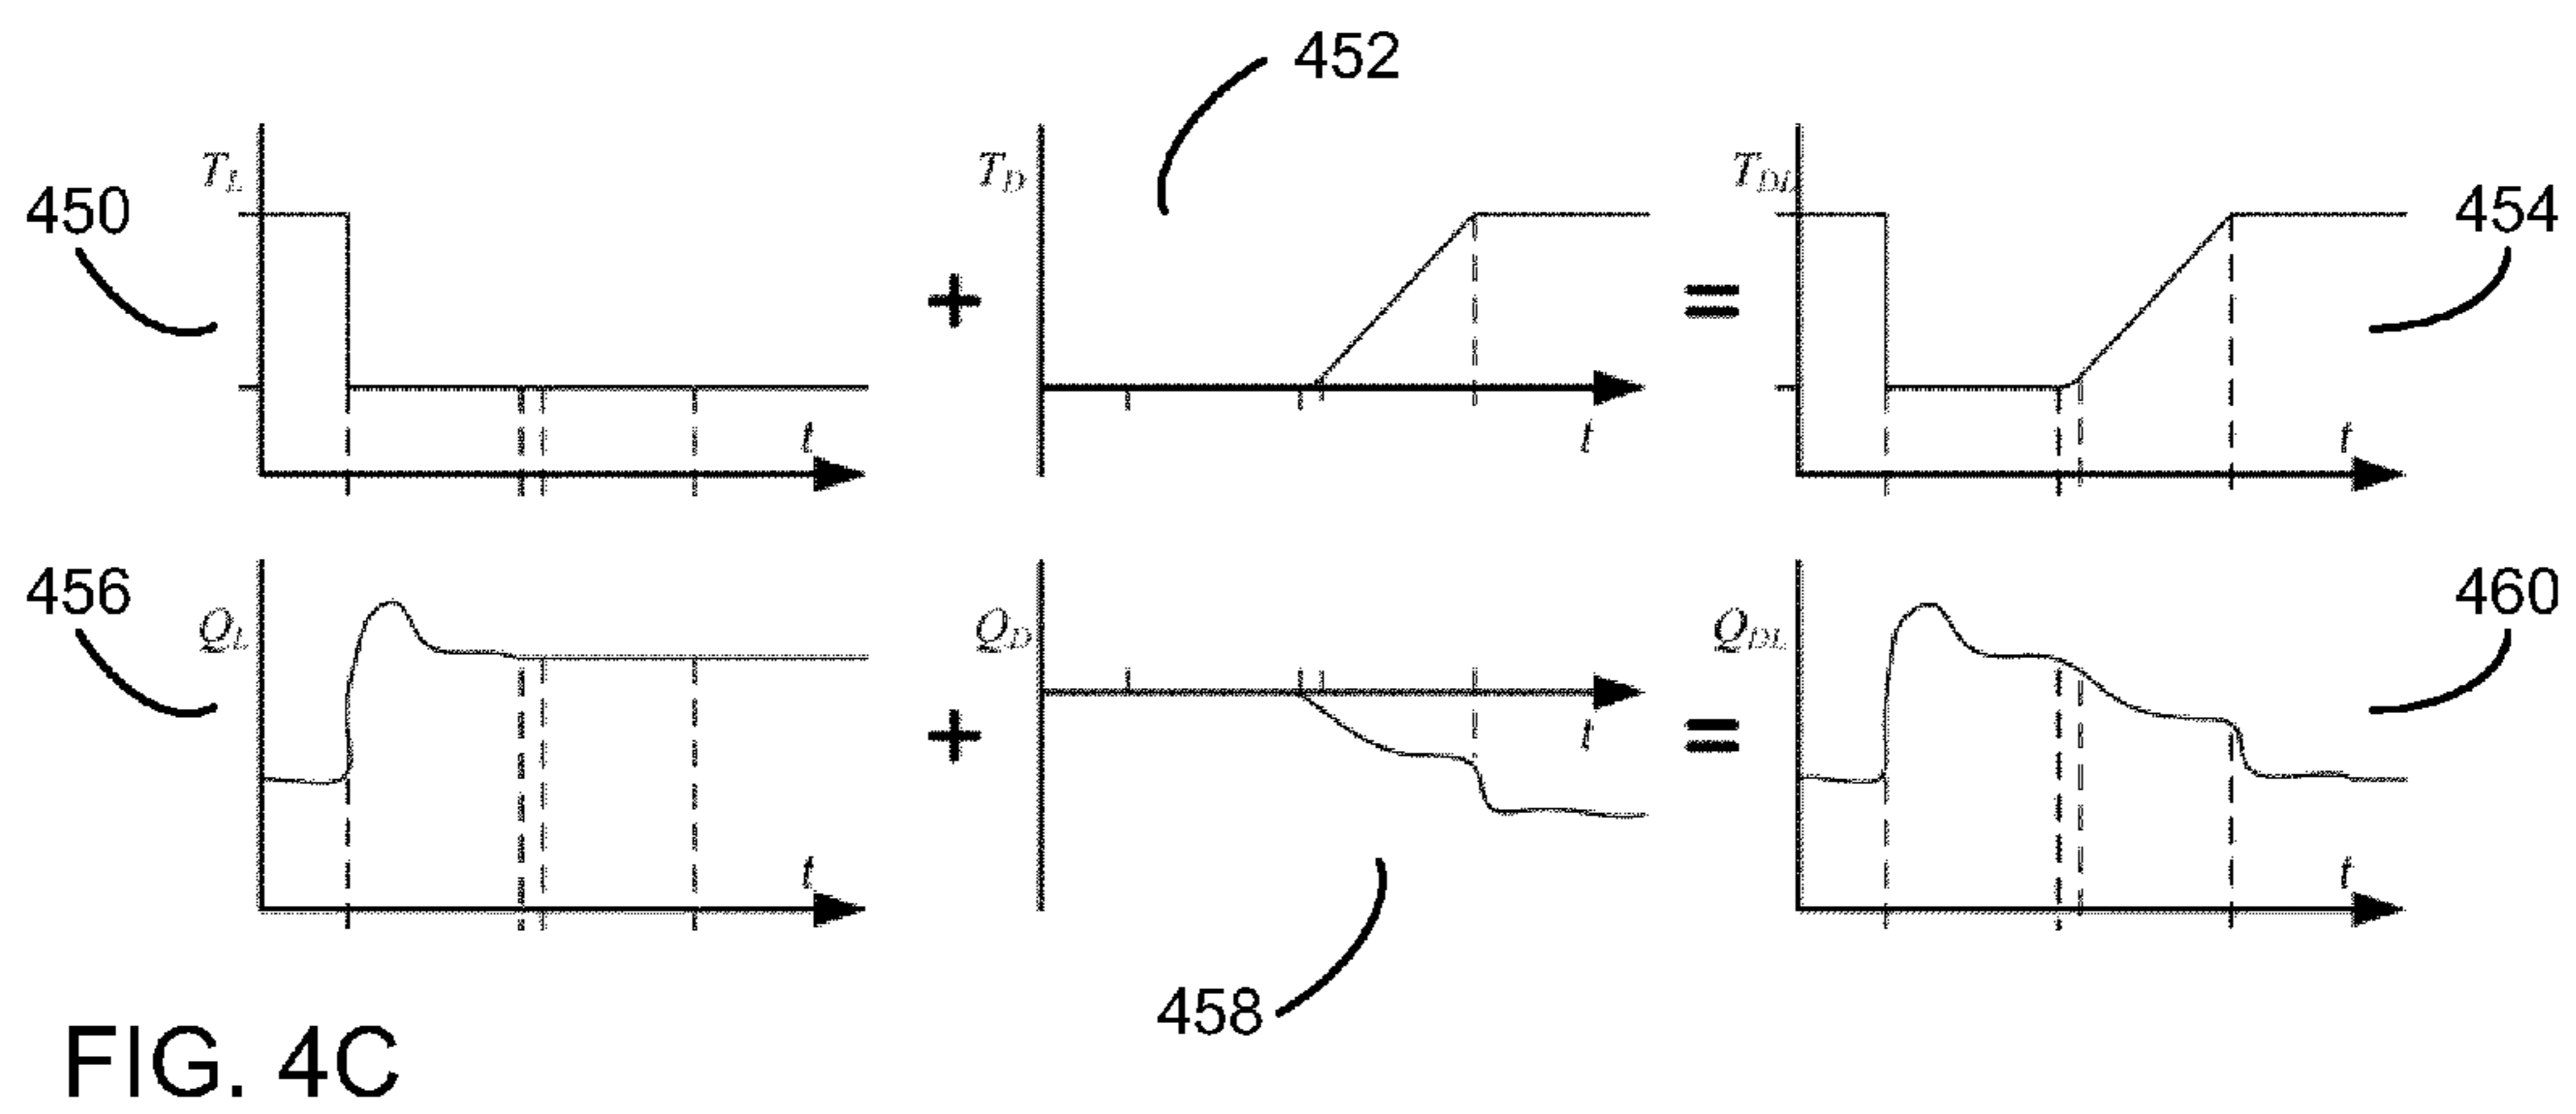 452
T_L T_D T_DL
450 454
+ =
t t t
456 460
Q_L Q_D Q_DL
+ =
t t t
458
FIG. 4C